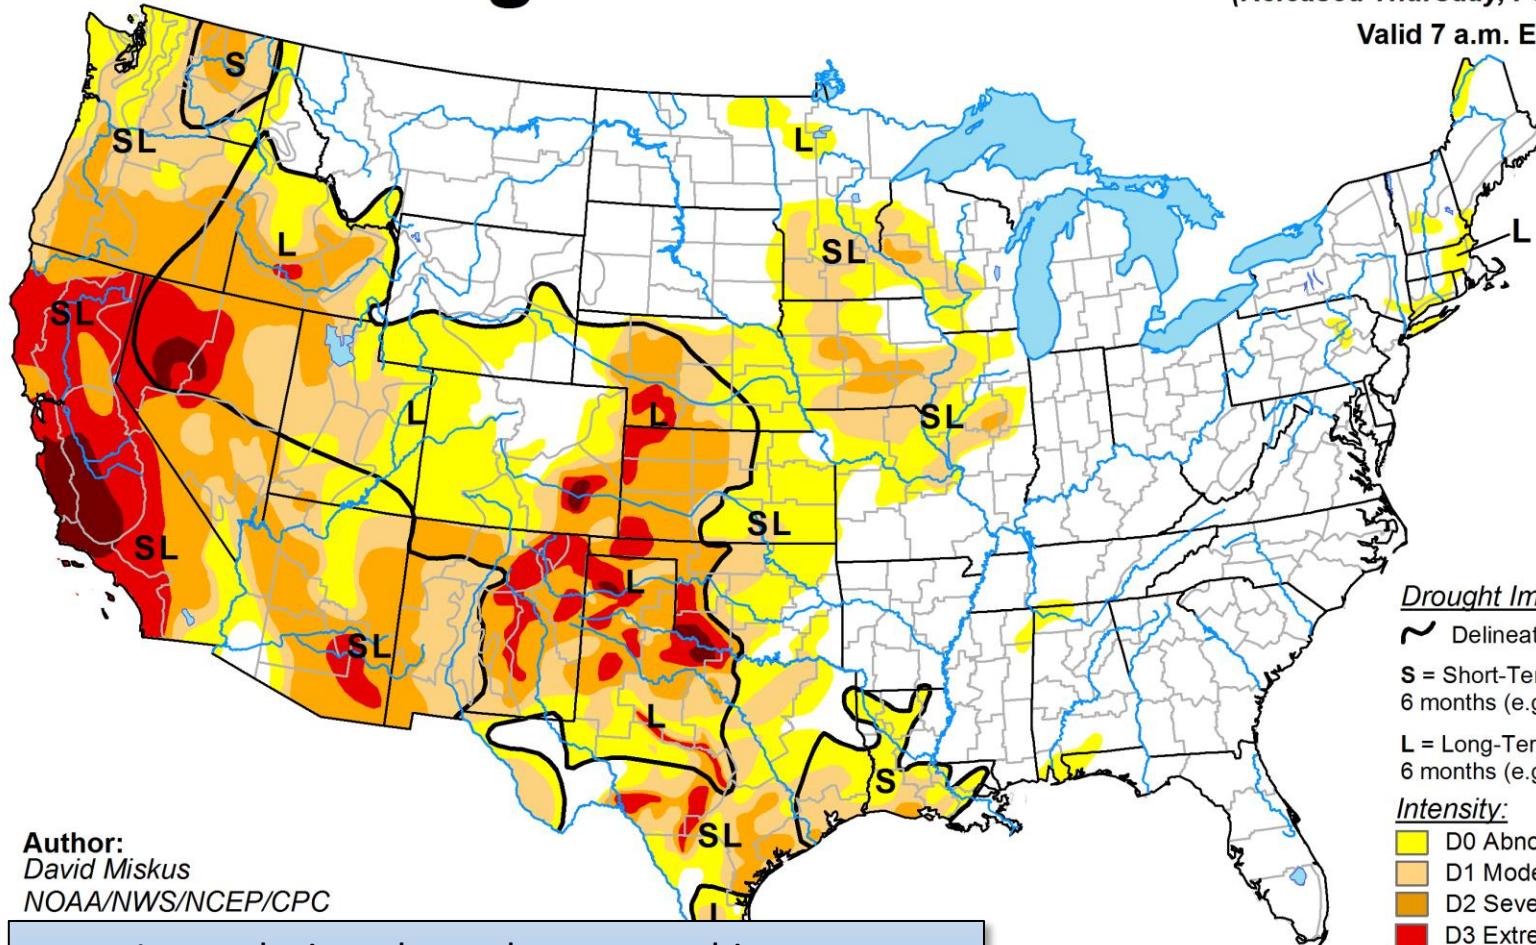 Valid 7 a.m. E
S
SL
L
L
SL
L
SL
L
L
SL
SL
SL
SL
L
SL
L
S
SL
L
Drought Im
Delineat
S = Short-Ter
6 months (e.g
L = Long-Ter
6 months (e.g
Intensity:
D0 Abno
D1 Mode
D2 Seve
D3 Extre
Author:
David Miskus
NOAA/NWS/NCEP/CPC